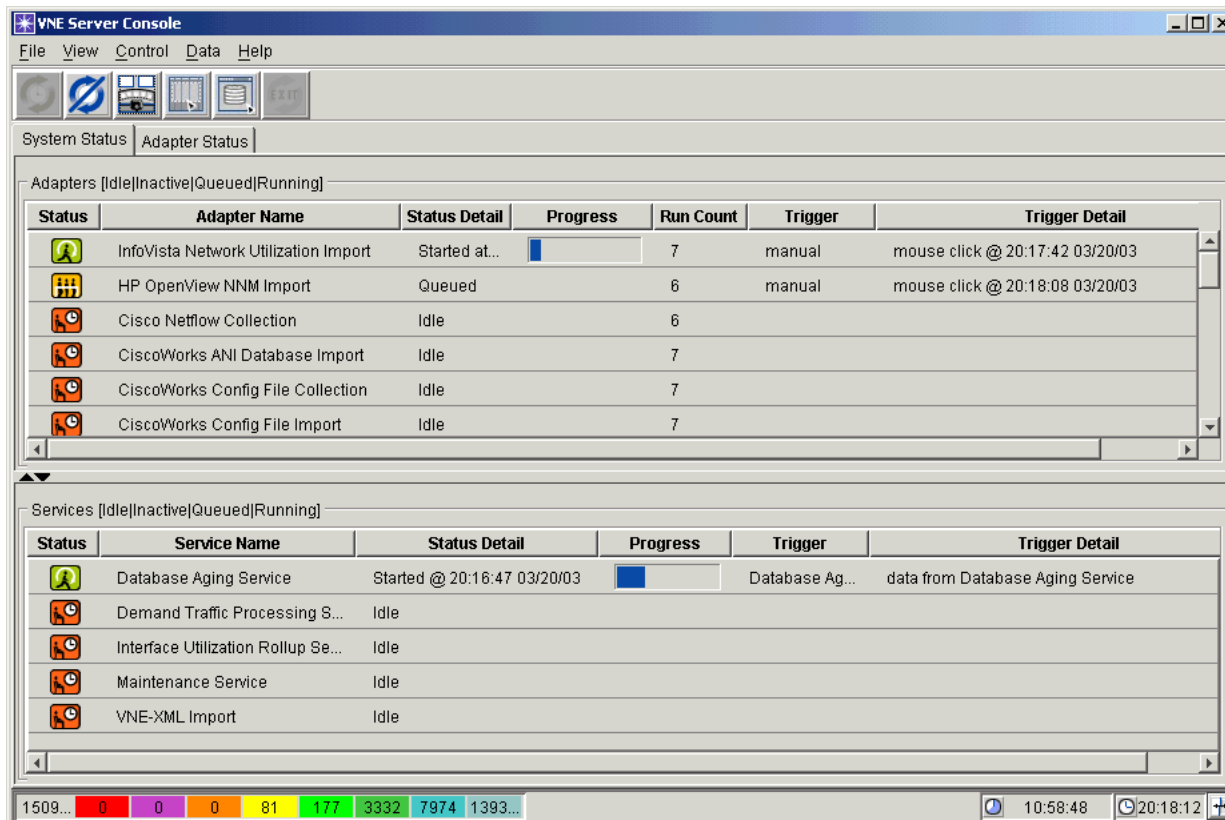 VNE Server Console
File View Control Data Help
EXIT
System Status Adapter Status
Adapters [Idle|Inactive|Queued|Running]
Status Adapter Name Status Detail Progress Run Count Trigger Trigger Detail
InfoVista Network Utilization Import Started at... 7 manual mouse click @ 20:17:42 03/20/03
HP OpenView NNM Import Queued 6 manual mouse click @ 20:18:08 03/20/03
Cisco Netflow Collection Idle 6
CiscoWorks ANI Database Import Idle 7
CiscoWorks Config File Collection Idle 7
CiscoWorks Config File Import Idle 7
Services [Idle|Inactive|Queued|Running]
Status Service Name Status Detail Progress Trigger Trigger Detail
Database Aging Service Started @ 20:16:47 03/20/03 Database Ag... data from Database Aging Service
Demand Traffic Processing S... Idle
Interface Utilization Rollup Se... Idle
Maintenance Service Idle
VNE-XML Import Idle
1509... 0 0 0 81 177 3332 7974 1393... 10:58:48 20:18:12